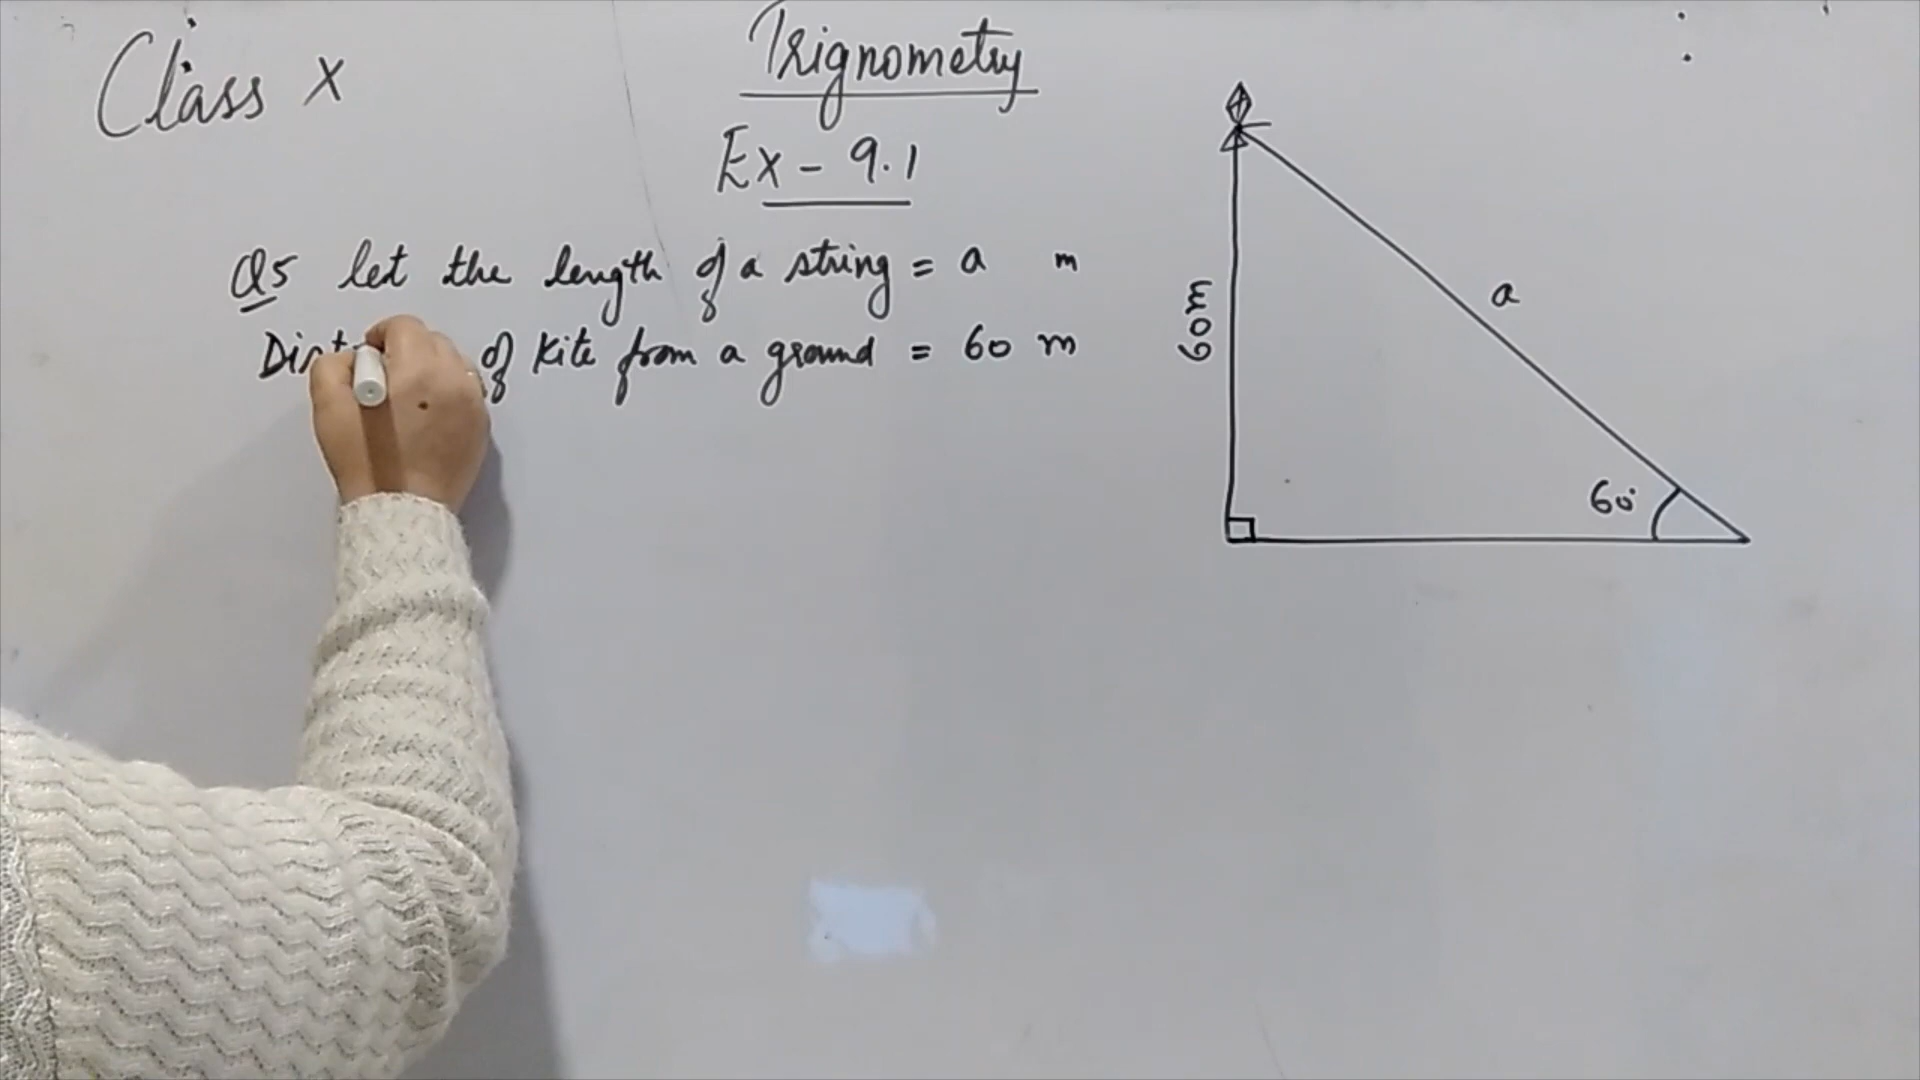 Class X
Trignometry
Ex - 9.1
Q5 let the length of a string = a m
of kite from a ground = 60 m
60m
a
60°